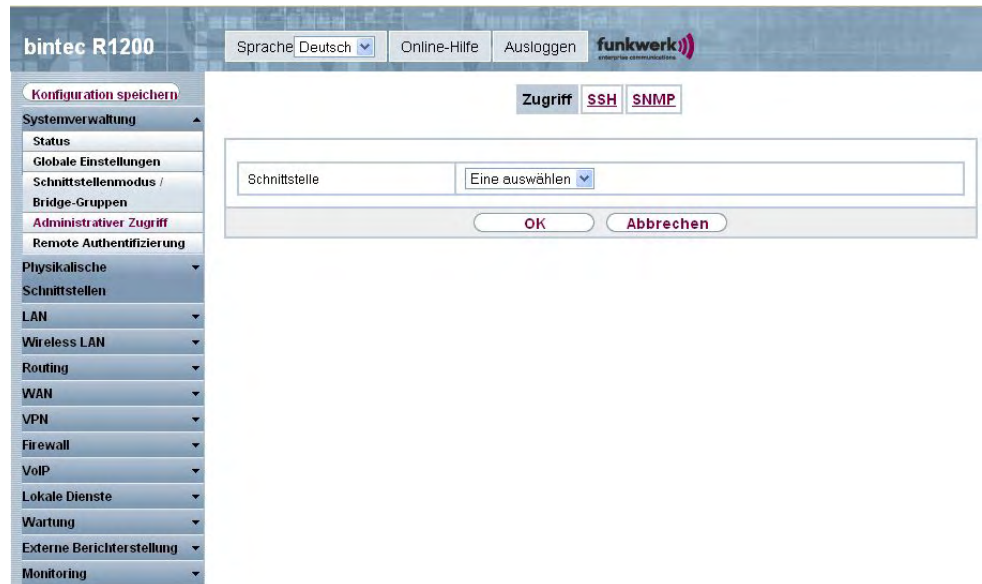 bintec R1200
Sprache Deutsch
Online-Hilfe
Ausloggen
funkwerk
enterprise communications
Konfiguration speichern
Systemverwaltung
Status
Globale Einstellungen
Schnittstellenmodus /
Bridge-Gruppen
Administrativer Zugriff
Remote Authentifizierung
Physikalische
Schnittstellen
LAN
Wireless LAN
Routing
WAN
VPN
Firewall
VoIP
Lokale Dienste
Wartung
Externe Berichterstellung
Monitoring
Zugriff SSH SNMP
Schnittstelle Eine auswählen
OK Abbrechen